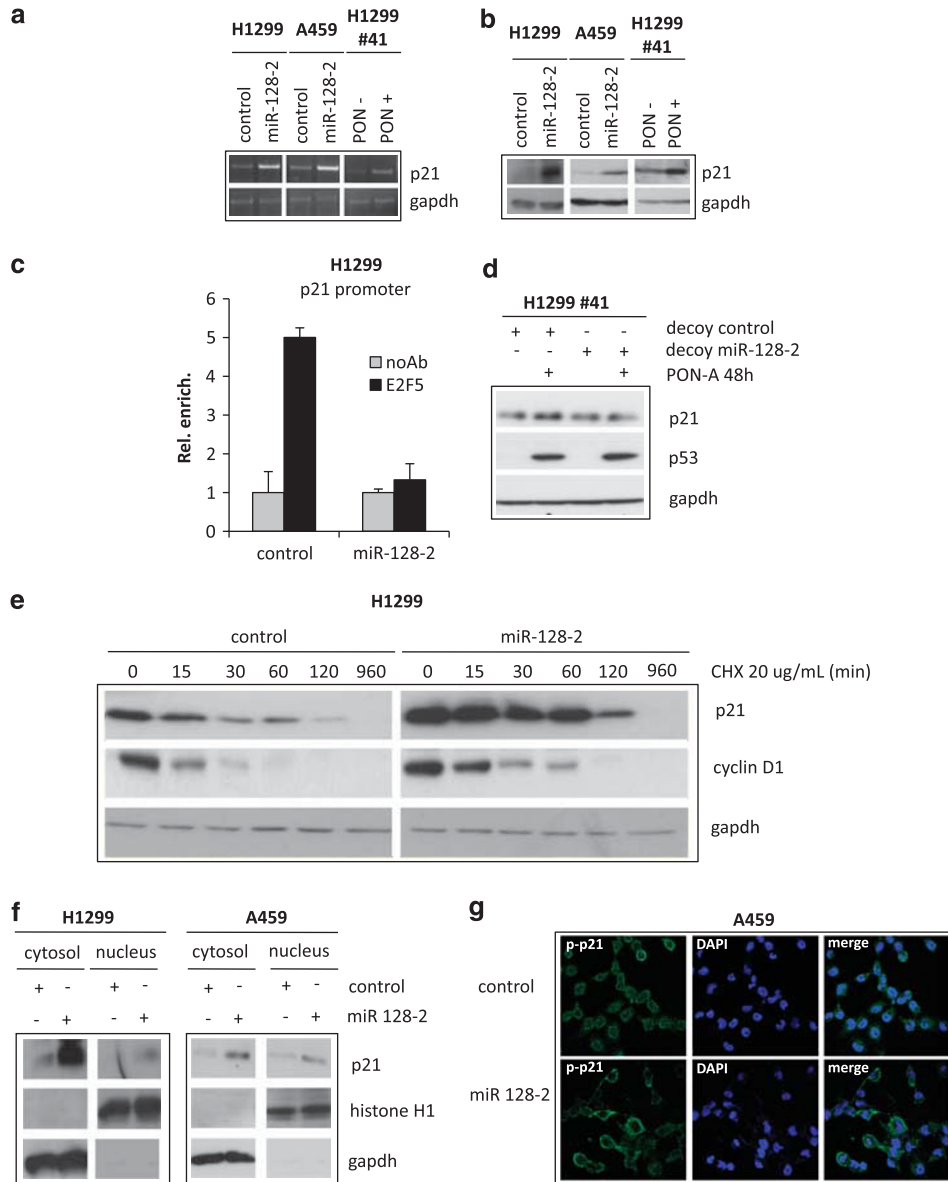 a
H1299 A459 H1299 #41
control miR-128-2 control miR-128-2 PON - PON +
p21
gapdh
b
H1299 A459 H1299 #41
control miR-128-2 control miR-128-2 PON - PON +
p21
gapdh
c
H1299
p21 promoter
Rel. enrich.
6
5
4
3
2
1
0
noAb
E2F5
control miR-128-2
d
H1299 #41
+ + - - decoy control
- - + + decoy miR-128-2
+ + PON-A 48h
p21
p53
gapdh
e
H1299
control miR-128-2
0 15 30 60 120 960 0 15 30 60 120 960 CHX 20 ug/mL (min)
p21
cyclin D1
gapdh
f
H1299 A459
cytosol nucleus cytosol nucleus
+ - + - + - + - control
- + - + - + - + miR 128-2
p21
histone H1
gapdh
g
A459
control
p-p21 DAPI merge
miR 128-2
p-p21 DAPI merge